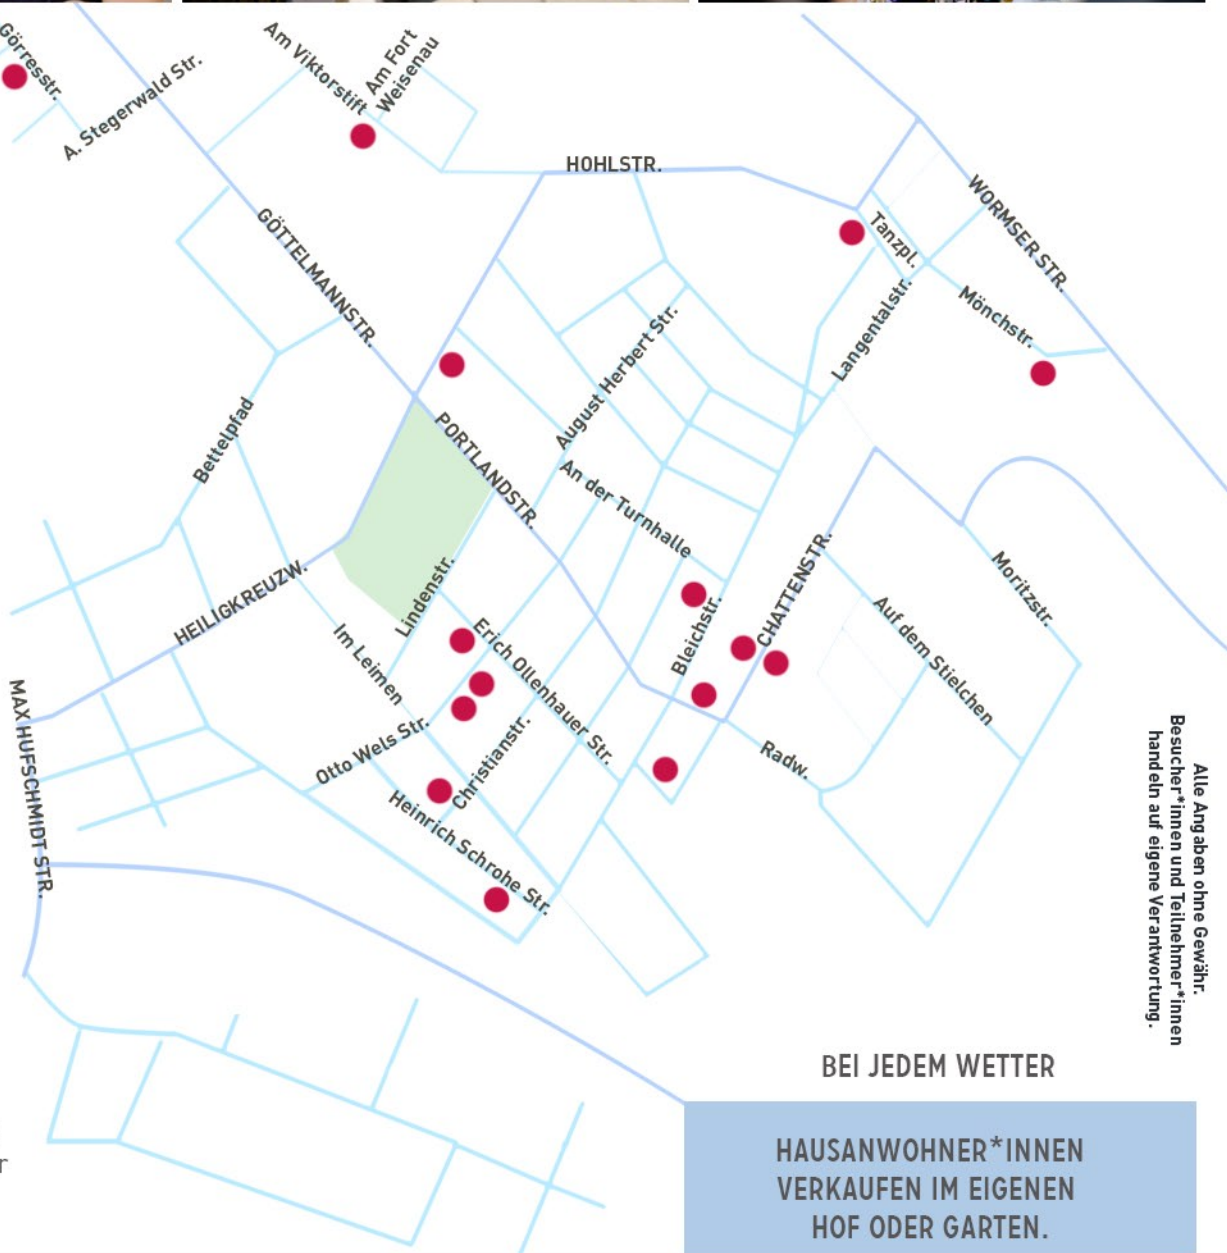 Görresstr.
A. Stegerwald Str.
Am Viktorstift
Am Fort
Weisenau
HOHLSTR.
WORMSER STR.
Tanzpl.
GÖTTELMANNSTR.
Mönchstr.
Langentalstr.
August Herbert Str.
Bettelpfad
PORTLANDSTR.
An der Turnhalle
CHATTENSTR.
Moritzstr.
HEILIGKREUZW.
Lindenstr.
Im Leimen
Erich Ollenhauer Str.
Bleichstr.
Auf dem Stielchen
MAX HUFSCHMIDT STR.
Otto Wels Str.
Christianstr.
Radw.
Heinrich Schrohe Str.
Alle Angaben ohne Gewähr.
Besucher*innen und Teilnehmer*innen
handeln auf eigene Verantwortung.
BEI JEDEM WETTER
HAUSANWOHNER*INNEN
VERKAUFEN IM EIGENEN
HOF ODER GARTEN.